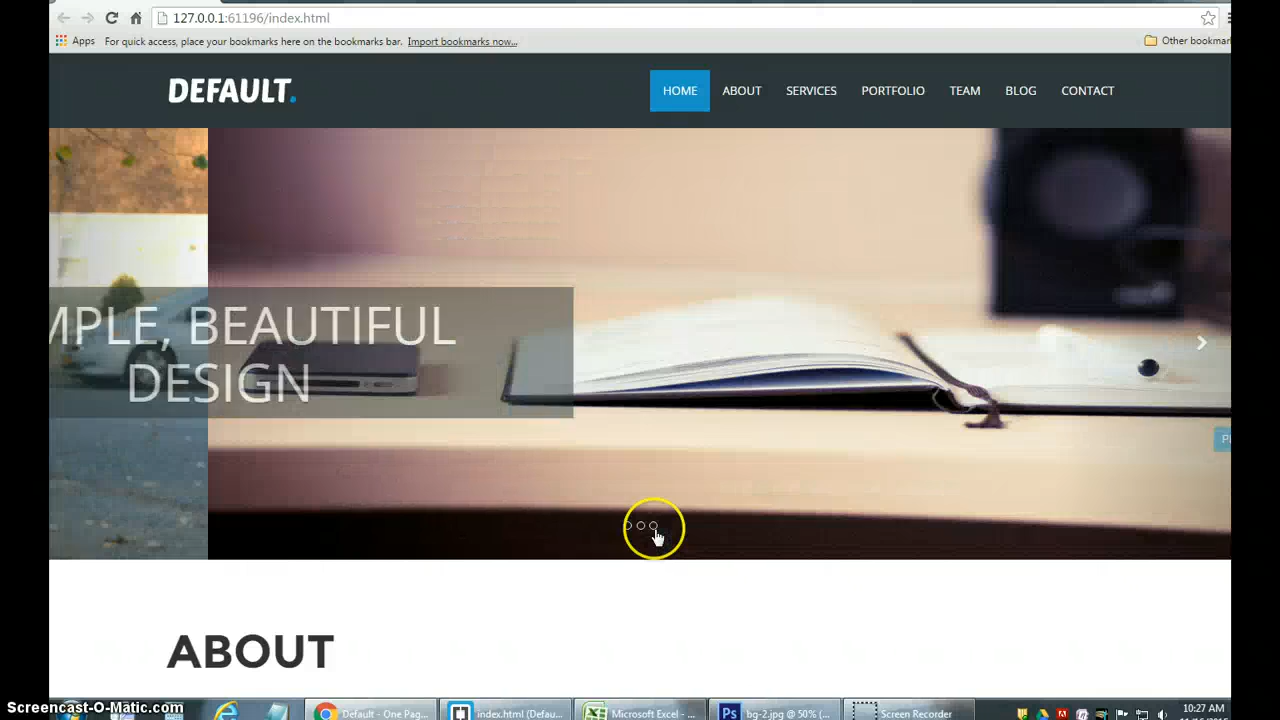 127.0.0.1:61196/index.html
Apps For quick access, place your bookmarks here on the bookmarks bar. Import bookmarks now... Other bookmar
DEFAULT. HOME ABOUT SERVICES PORTFOLIO TEAM BLOG CONTACT
MPLE, BEAUTIFUL
DESIGN
ABOUT
Default - One Pag... index.html (Defau... Microsoft Excel - ... bg-2.jpg @ 50% (... Screen Recorder 10:27 AM
Screencast-O-Matic.com